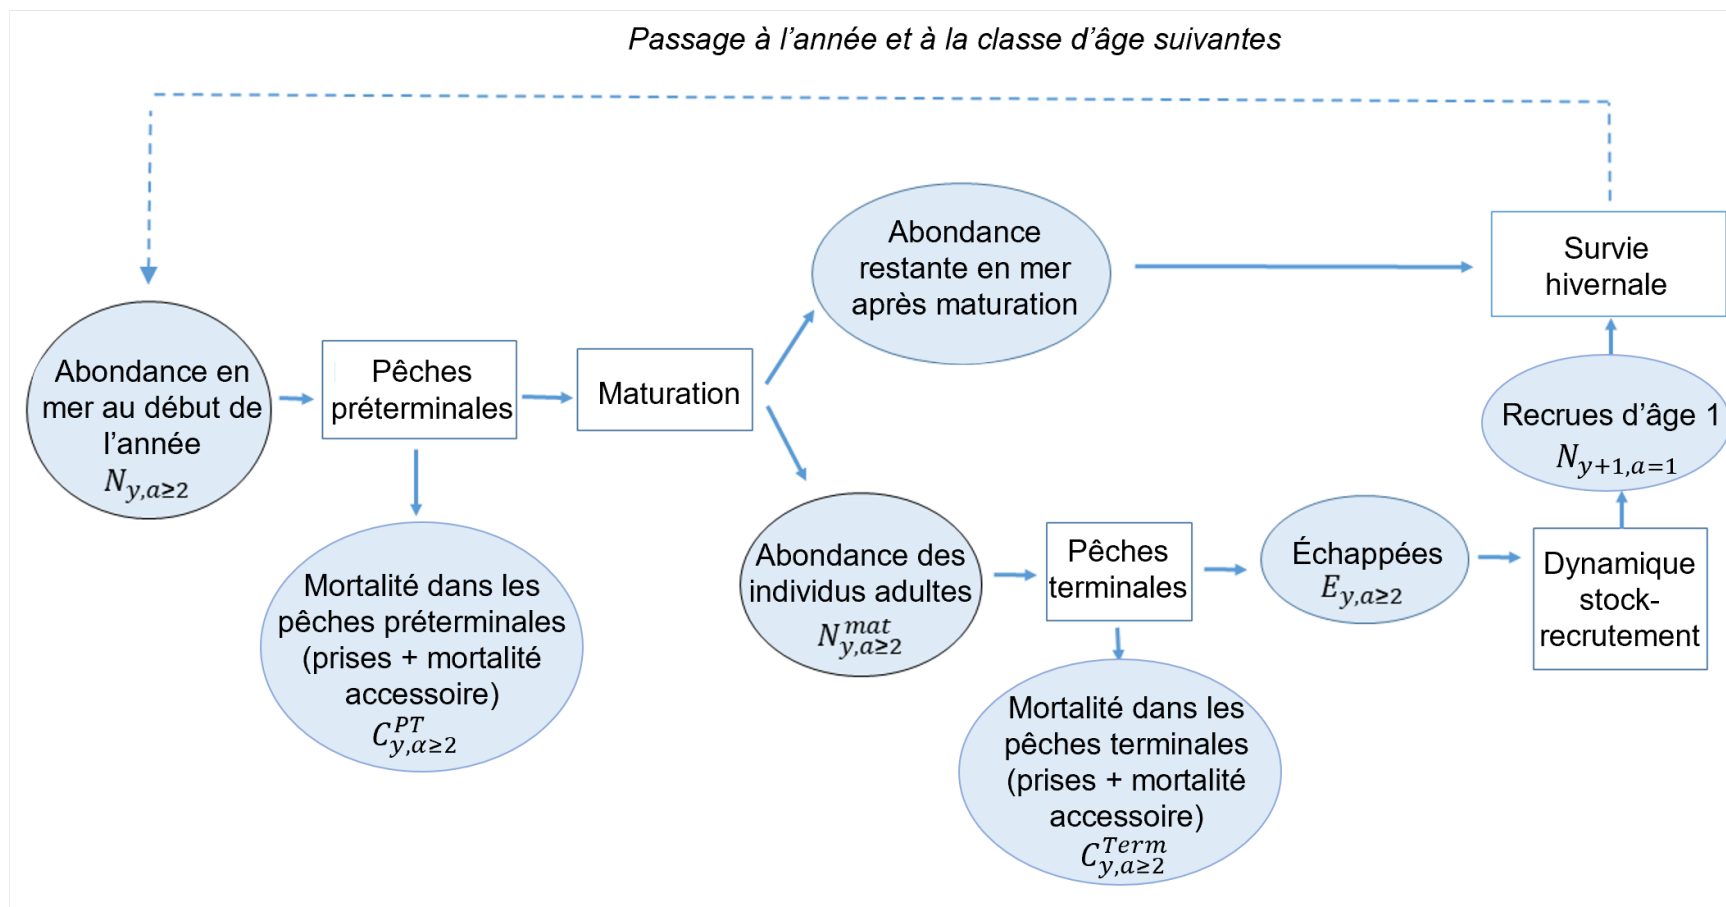 Passage à l’année et à la classe d’âge suivantes
Abondance en
mer au début de
l’année
N_{y,a≥2}
Pêches
préterminales
Mortalité dans les
pêches préterminales
(prises + mortalité
accessoire)
C^{PT}_{y,a≥2}
Maturation
Abondance
restante en mer
après maturation
Abondance des
individus adultes
N^{mat}_{y,a≥2}
Pêches
terminales
Mortalité dans les
pêches terminales
(prises + mortalité
accessoire)
C^{Term}_{y,a≥2}
Échappées
E_{y,a≥2}
Dynamique
stock-
recrutement
Recrues d’âge 1
N_{y+1,a=1}
Survie
hivernale